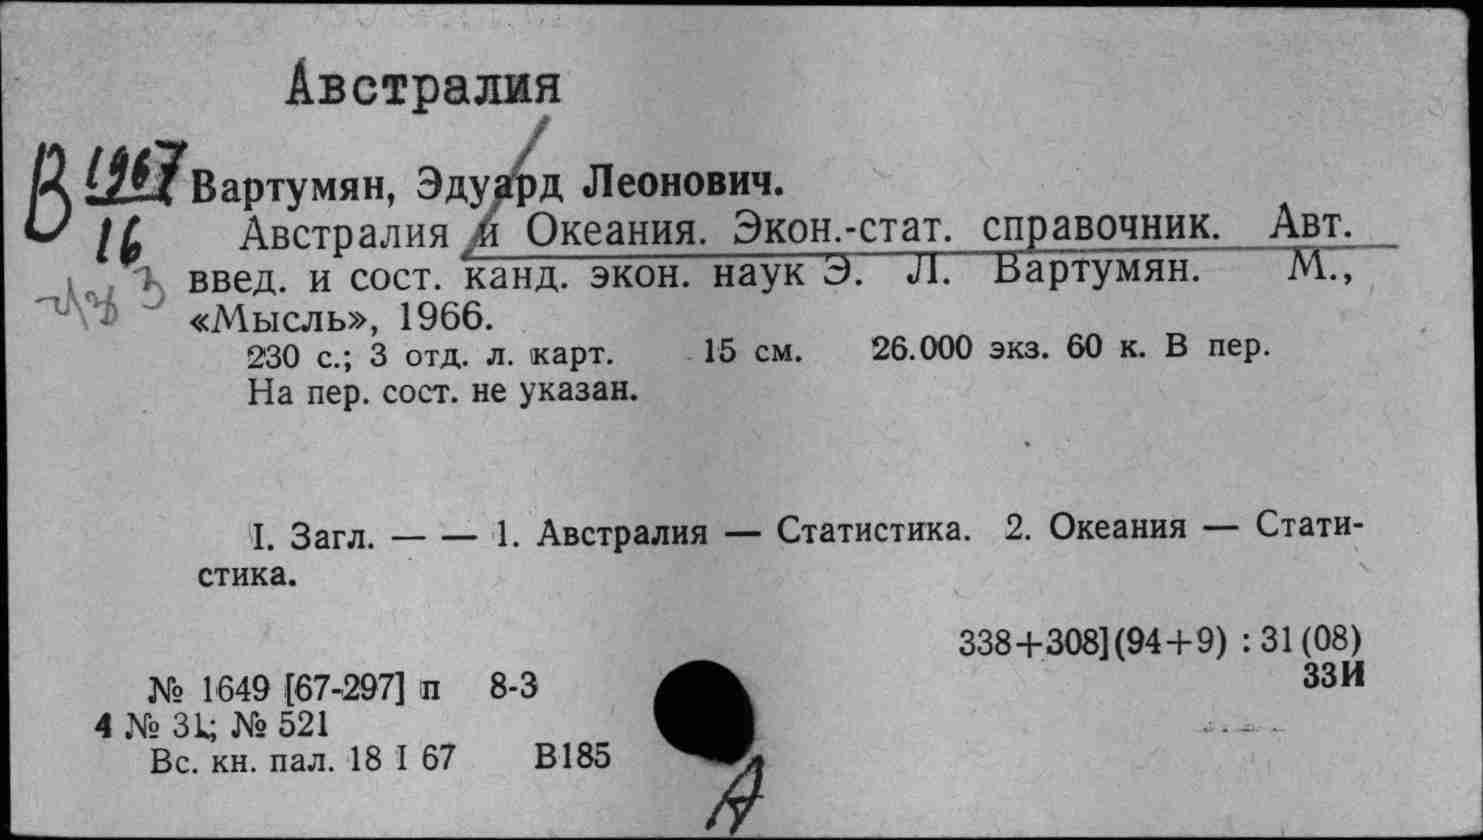 Австралия
В 1967
16
Вартумян, Эдуард Леонович.
Австралия и Океания. Экон.-стат. справочник. Авт.
введ. и сост. канд. экон. наук Э. Л. Вартумян. М.,
«Мысль», 1966.
230 с.; 3 отд. л. карт. 15 см. 26.000 экз. 60 к. В пер.
На пер. сост. не указан.
I. Загл. — — 1. Австралия — Статистика. 2. Океания — Стати-
стика.
338+308](94+9) : 31(08)
33И
№ 1649 [67-297] п 8-3
4 № 31; № 521
Вс. кн. пал. 18 I 67 В185